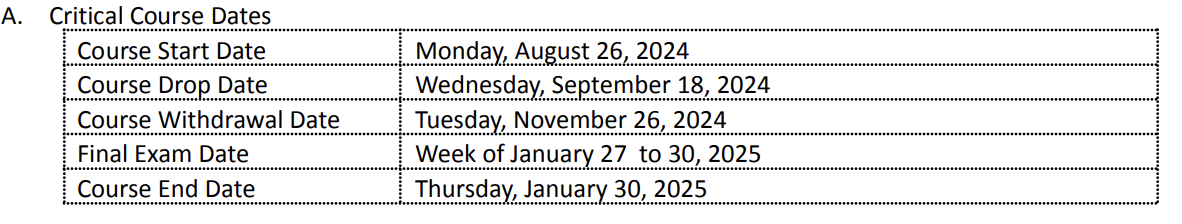 A. Critical Course Dates
Course Start Date Monday, August 26, 2024
Course Drop Date Wednesday, September 18, 2024
Course Withdrawal Date Tuesday, November 26, 2024
Final Exam Date Week of January 27 to 30, 2025
Course End Date Thursday, January 30, 2025